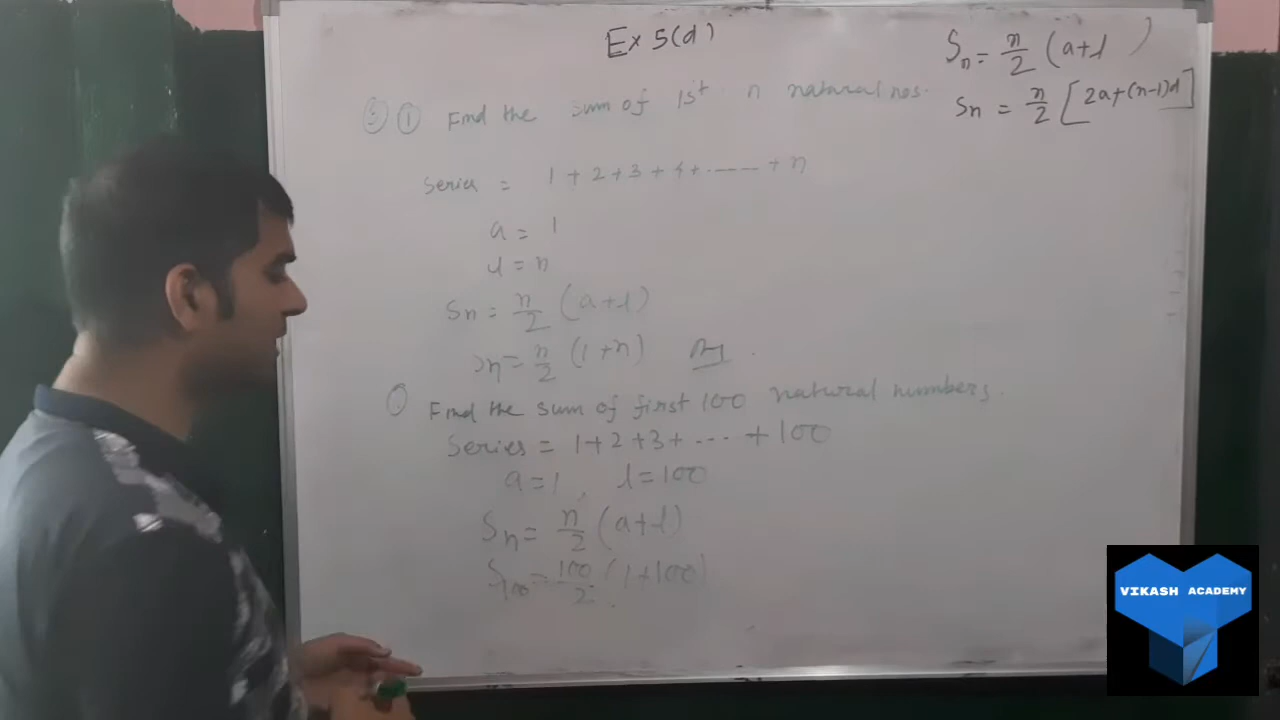 Ex 5(d)
Sn = n/2 (a+l )
Sn = n/2 [2a+(n-1)d]
⑤ ① Find the sum of 1st n natural nos.
Series = 1 + 2 + 3 + 4 + ...... + n
a = 1
l = n
Sn = n/2 (a+l)
Sn = n/2 (1+n)
Find the sum of first 100 natural numbers.
Series = 1+2+3+ ... + 100
a = 1, l = 100
Sn = n/2 (a+l)
S100 = 100/2 (1+100)
VIKASH ACADEMY